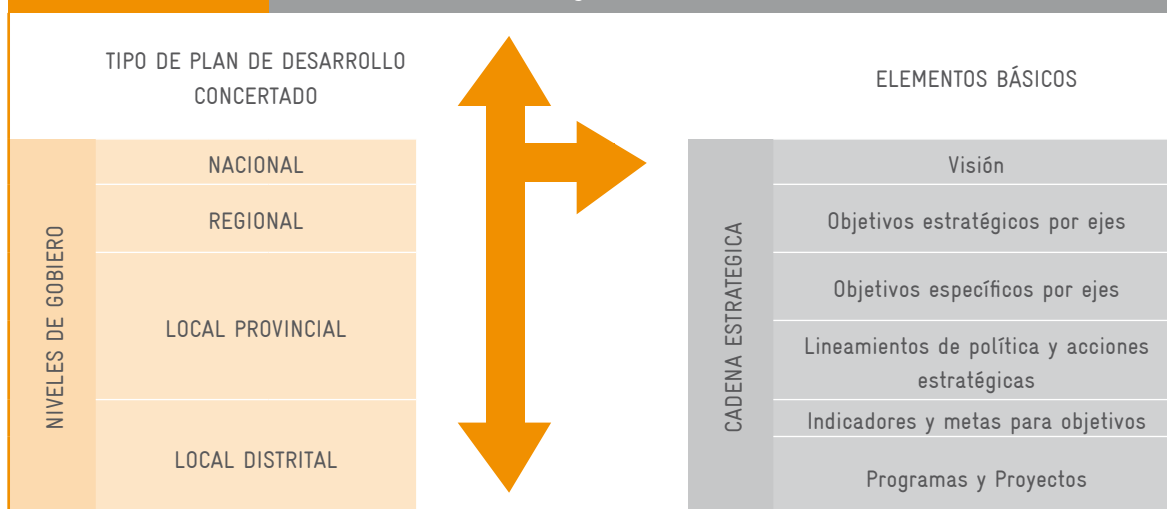 TIPO DE PLAN DE DESARROLLO
CONCERTADO
ELEMENTOS BÁSICOS
NIVELES DE GOBIERO
NACIONAL
REGIONAL
LOCAL PROVINCIAL
LOCAL DISTRITAL
CADENA ESTRATEGICA
Visión
Objetivos estratégicos por ejes
Objetivos específicos por ejes
Lineamientos de política y acciones
estratégicas
Indicadores y metas para objetivos
Programas y Proyectos